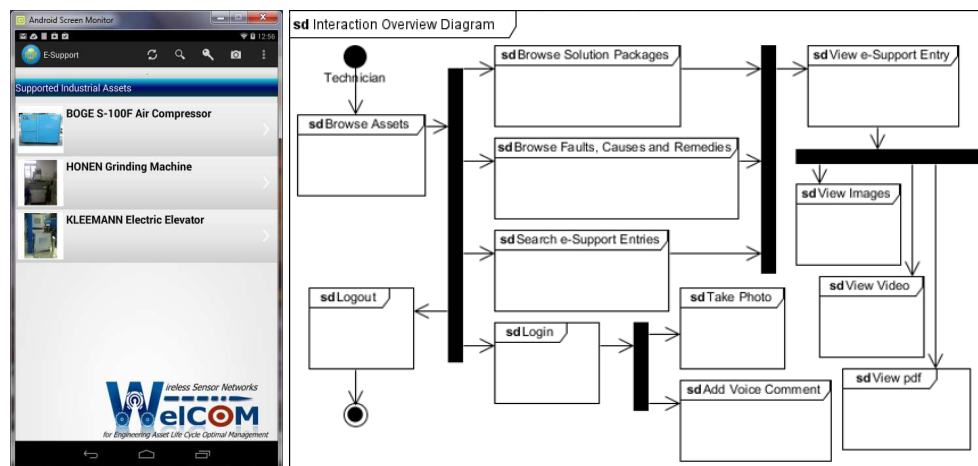 Android Screen Monitor
12:56
E-Support
Supported Industrial Assets
BOGE S-100F Air Compressor
HONEN Grinding Machine
KLEEMANN Electric Elevator
Wireless Sensor Networks
WelCOM
for Engineering Asset Life Cycle Optimal Management
sd Interaction Overview Diagram
Technician
sd Browse Assets
sd Browse Solution Packages
sd View e-Support Entry
sd Browse Faults, Causes and Remedies
sd View Images
sd Search e-Support Entries
sd View Video
sd Logout
sd Take Photo
sd Login
sd View pdf
sd Add Voice Comment